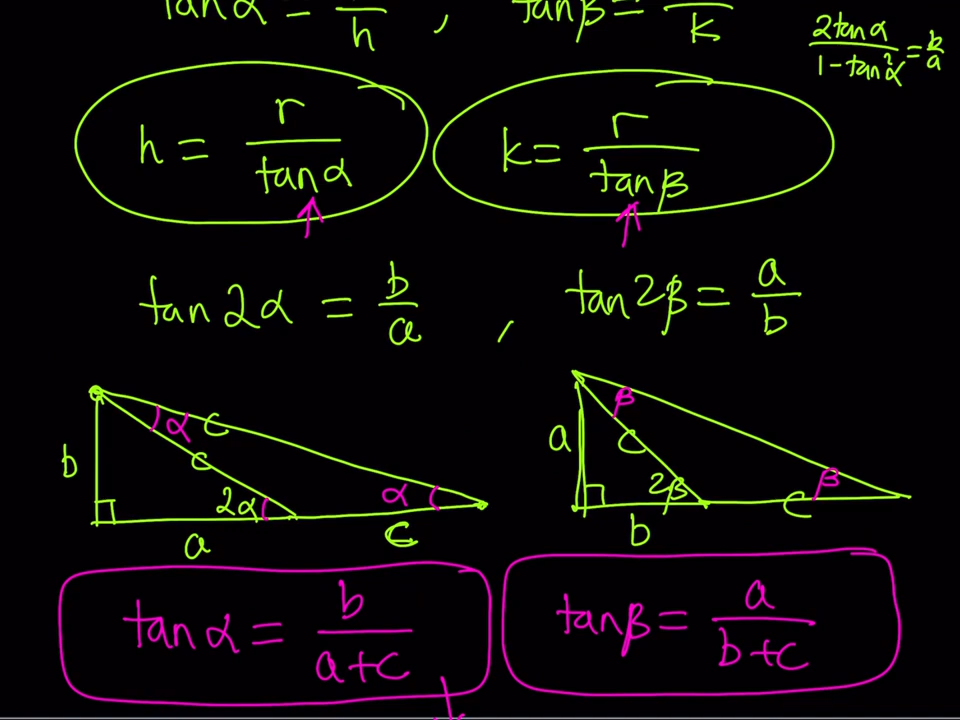 tanα = /h , tanβ = /k
2tanα/1-tan²α = b/a
h = r/tanα
k = r/tanβ
tan2α = b/a , tan2β = a/b
b α c c 2α α a c
a β c 2β β b c
tanα = b/a+c
tanβ = a/b+c